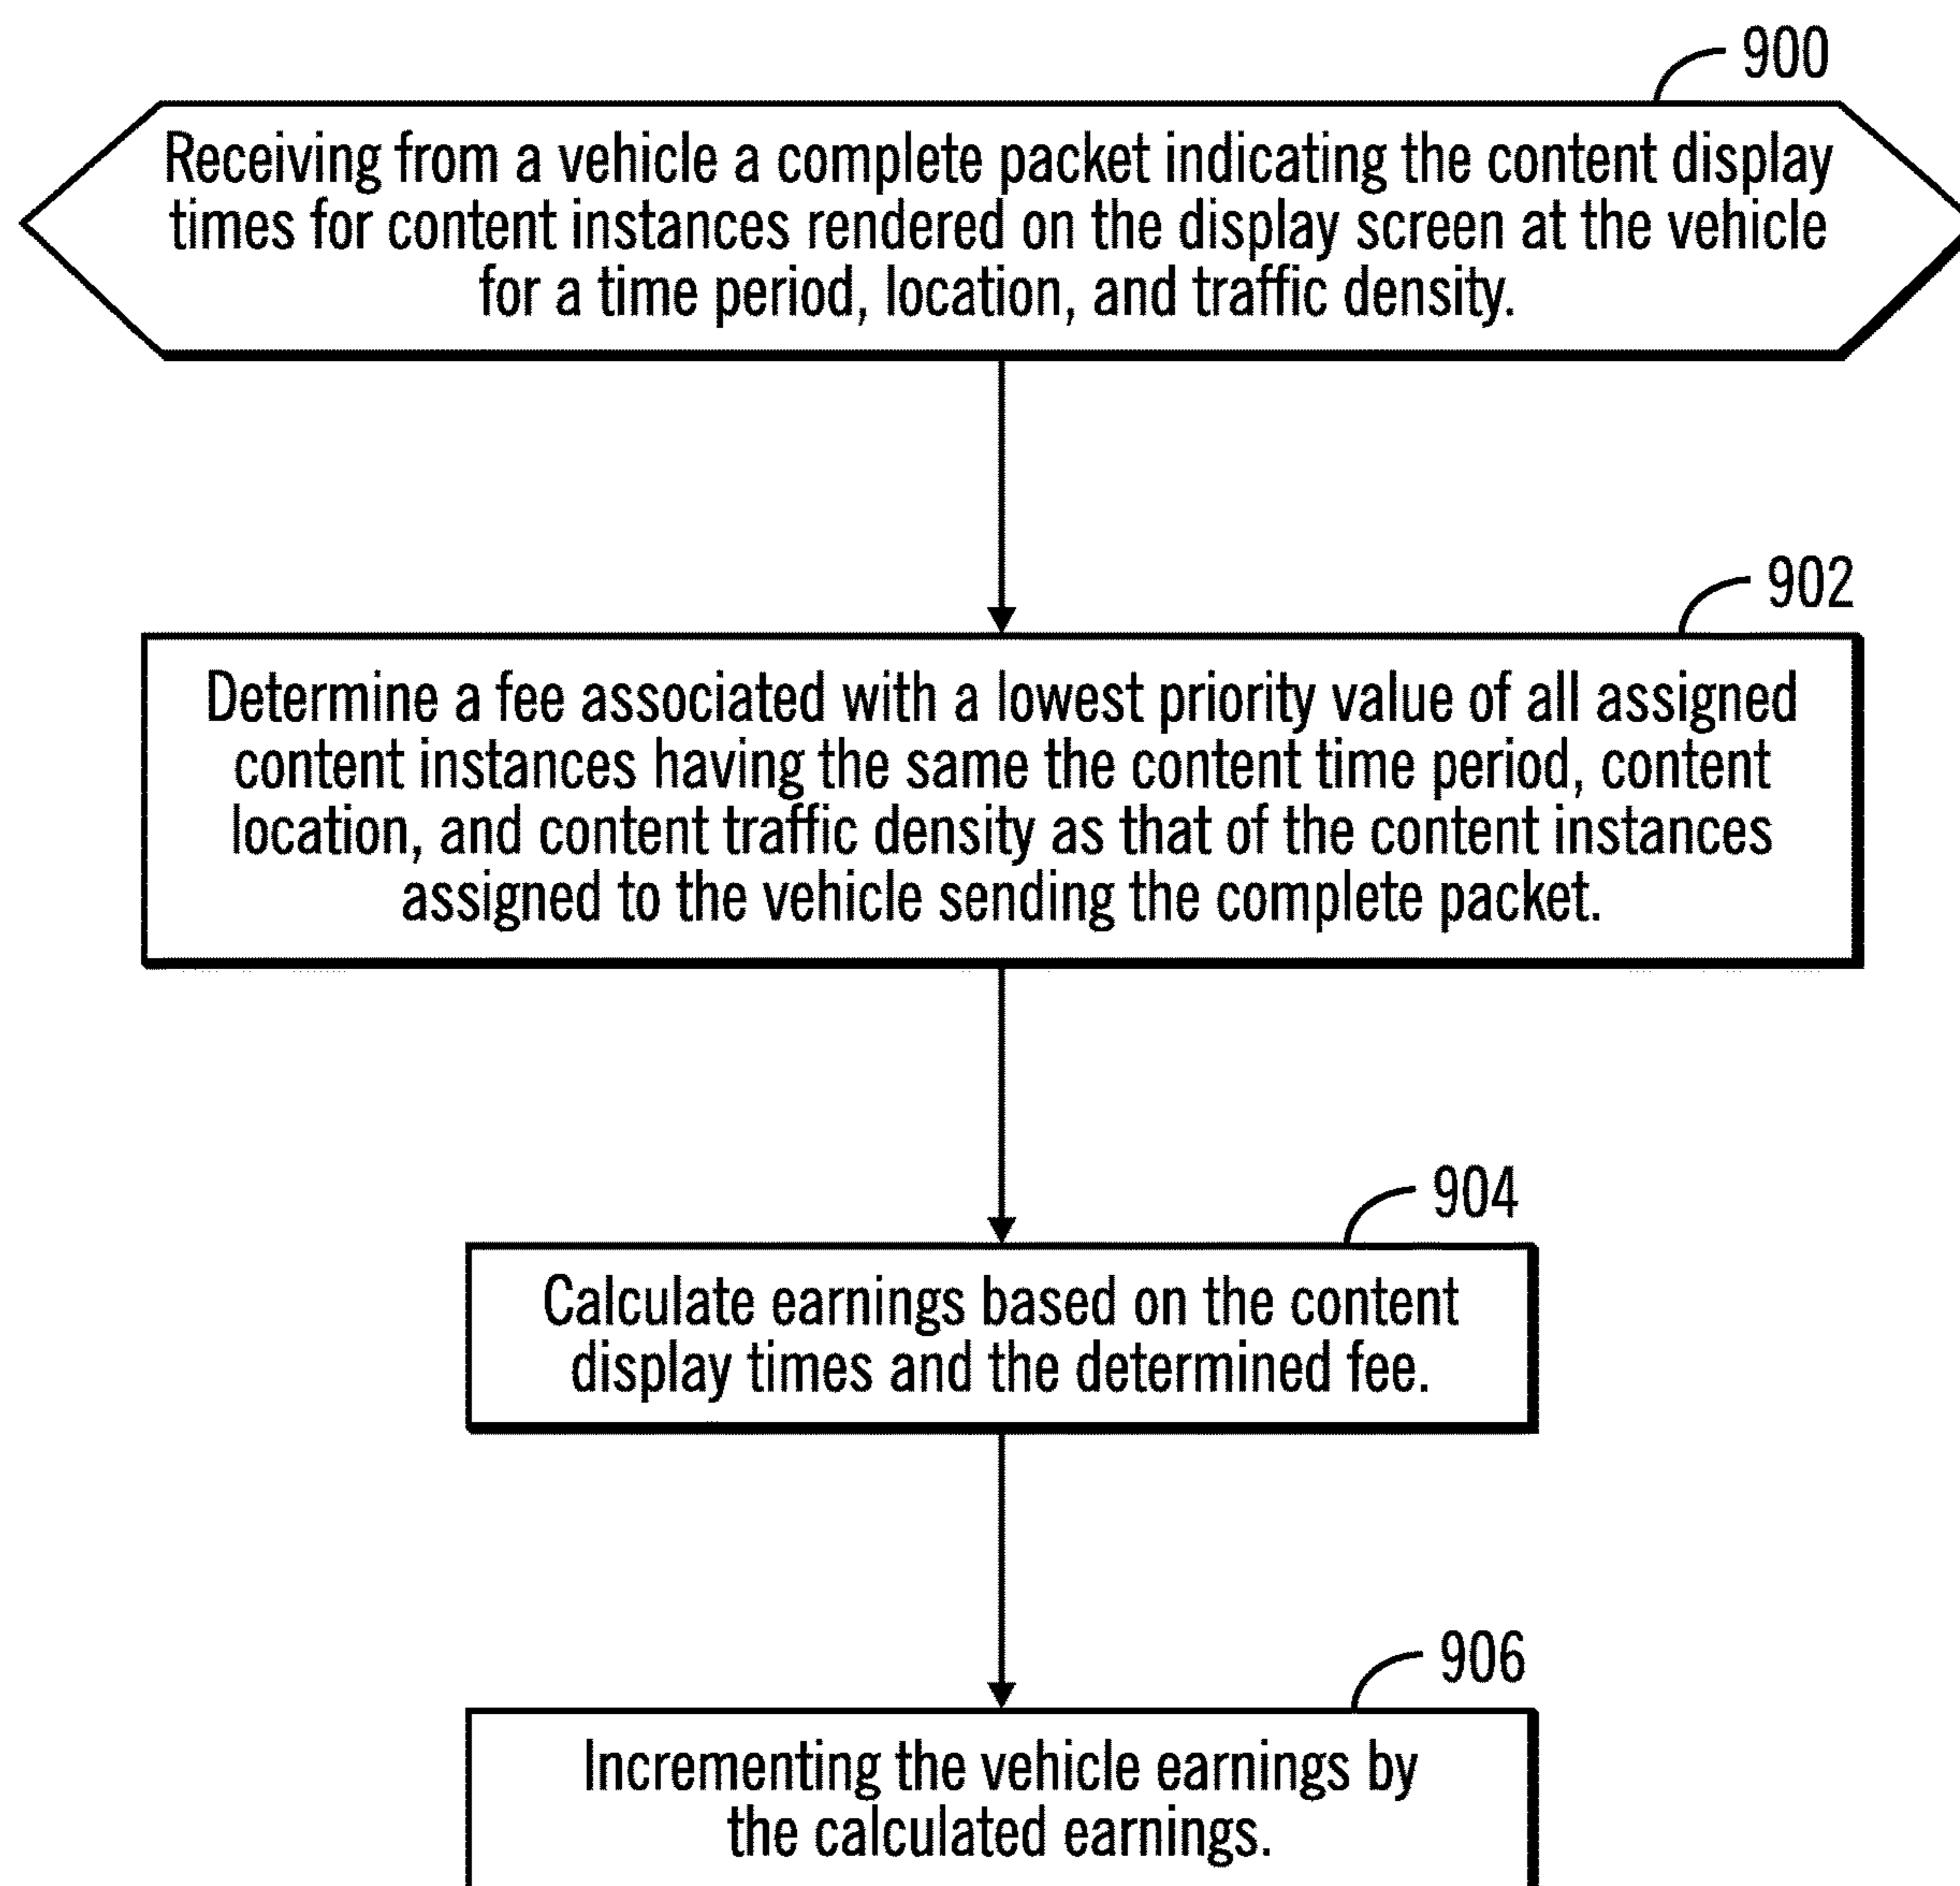 900
Receiving from a vehicle a complete packet indicating the content display
times for content instances rendered on the display screen at the vehicle
for a time period, location, and traffic density.
902
Determine a fee associated with a lowest priority value of all assigned
content instances having the same the content time period, content
location, and content traffic density as that of the content instances
assigned to the vehicle sending the complete packet.
904
Calculate earnings based on the content
display times and the determined fee.
906
Incrementing the vehicle earnings by
the calculated earnings.